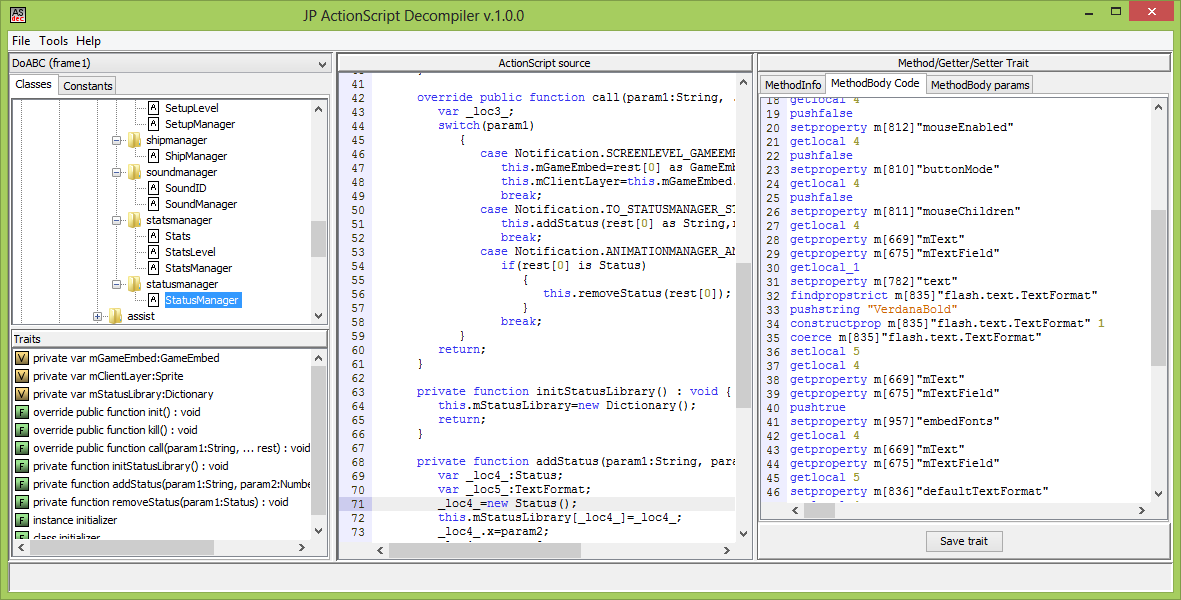 AS
dec
JP ActionScript Decompiler v.1.0.0
File Tools Help
DoABC (frame1)
Classes Constants
SetupLevel
SetupManager
shipmanager
ShipManager
soundmanager
SoundID
SoundManager
statsmanager
Stats
StatsLevel
StatsManager
statusmanager
StatusManager
assist
Traits
private var mGameEmbed:GameEmbed
private var mClientLayer:Sprite
private var mStatusLibrary:Dictionary
override public function init() : void
override public function kill() : void
override public function call(param1:String, ... rest) : void
private function initStatusLibrary() : void
private function addStatus(param1:String, param2:Numbe
private function removeStatus(param1:Status) : void
instance initializer
class initializer
ActionScript source
41
42 override public function call(param1:String, .
43 var _loc3_;
44 switch(param1)
45 {
46 case Notification.SCREENLEVEL_GAMEEMB
47 this.mGameEmbed=rest[0] as GameEmb
48 this.mClientLayer=this.mGameEmbed.
49 break;
50 case Notification.TO_STATUSMANAGER_ST
51 this.addStatus(rest[0] as String,r
52 break;
53 case Notification.ANIMATIONMANAGER_AN
54 if(rest[0] is Status)
55 {
56 this.removeStatus(rest[0]);
57 }
58 break;
59 }
60 return;
61 }
62
63 private function initStatusLibrary() : void {
64 this.mStatusLibrary=new Dictionary();
65 return;
66 }
67
68 private function addStatus(param1:String, para
69 var _loc4_:Status;
70 var _loc5_:TextFormat;
71 _loc4_=new Status();
72 this.mStatusLibrary[_loc4_]=_loc4_;
73 _loc4_.x=param2;
Method/Getter/Setter Trait
MethodInfo MethodBody Code MethodBody params
18 getlocal 4
19 pushfalse
20 setproperty m[812]"mouseEnabled"
21 getlocal 4
22 pushfalse
23 setproperty m[810]"buttonMode"
24 getlocal 4
25 pushfalse
26 setproperty m[811]"mouseChildren"
27 getlocal 4
28 getproperty m[669]"mText"
29 getproperty m[675]"mTextField"
30 getlocal_1
31 setproperty m[782]"text"
32 findpropstrict m[835]"flash.text.TextFormat"
33 pushstring "VerdanaBold"
34 constructprop m[835]"flash.text.TextFormat" 1
35 coerce m[835]"flash.text.TextFormat"
36 setlocal 5
37 getlocal 4
38 getproperty m[669]"mText"
39 getproperty m[675]"mTextField"
40 pushtrue
41 setproperty m[957]"embedFonts"
42 getlocal 4
43 getproperty m[669]"mText"
44 getproperty m[675]"mTextField"
45 getlocal 5
46 setproperty m[836]"defaultTextFormat"
Save trait